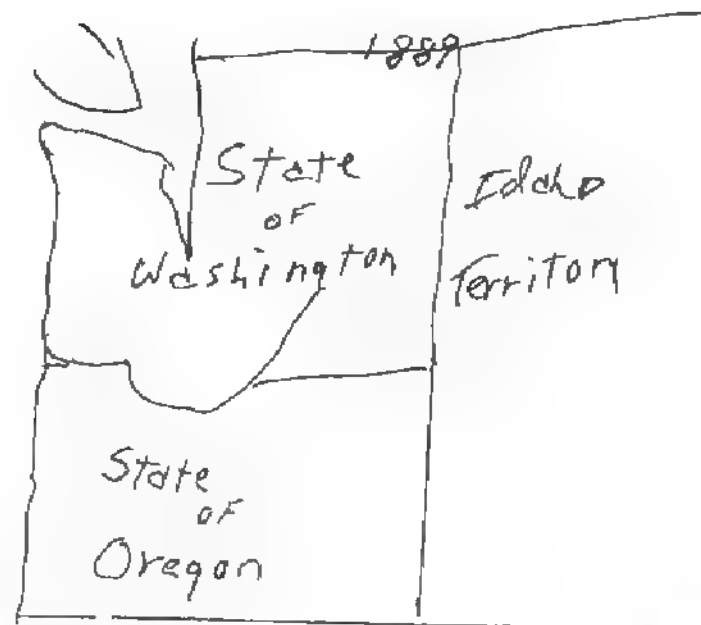 1889
State
of
Washington
Idaho
Territory
State
of
Oregon